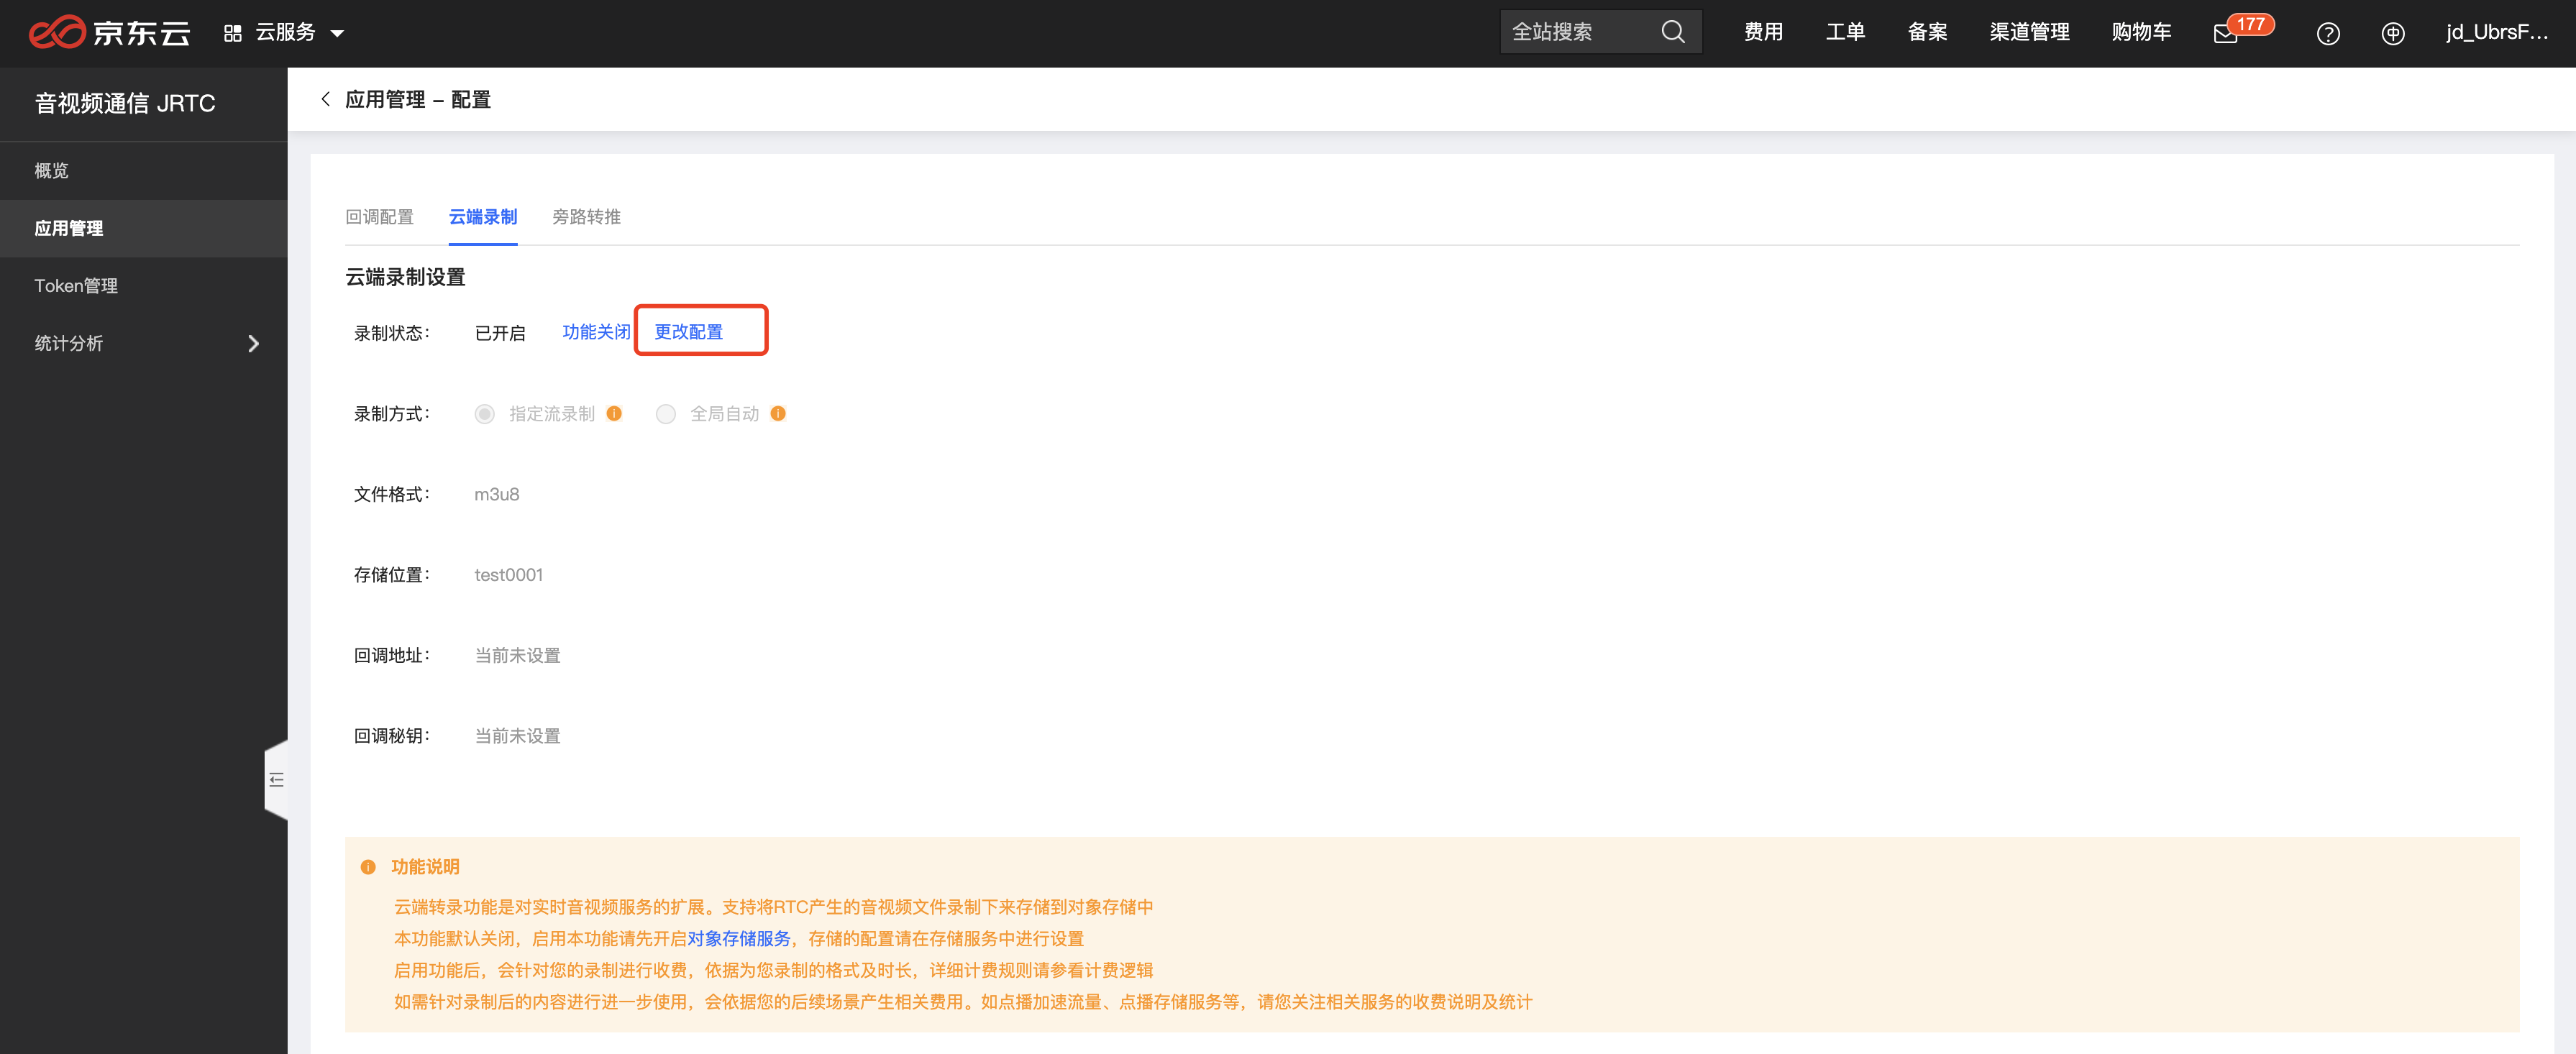 京东云 云服务 全站搜索 费用 工单 备案 渠道管理 购物车 177 jd_UbrsF...
音视频通信 JRTC
概览
应用管理
Token管理
统计分析
应用管理 – 配置
回调配置 云端录制 旁路转推
云端录制设置
录制状态： 已开启 功能关闭 更改配置
录制方式： 指定流录制 全局自动
文件格式： m3u8
存储位置： test0001
回调地址： 当前未设置
回调秘钥： 当前未设置
功能说明
云端转录功能是对实时音视频服务的扩展。支持将RTC产生的音视频文件录制下来存储到对象存储中
本功能默认关闭，启用本功能请先开启对象存储服务，存储的配置请在存储服务中进行设置
启用功能后，会针对您的录制进行收费，依据为您录制的格式及时长，详细计费规则请参看计费逻辑
如需针对录制后的内容进行进一步使用，会依据您的后续场景产生相关费用。如点播加速流量、点播存储服务等，请您关注相关服务的收费说明及统计